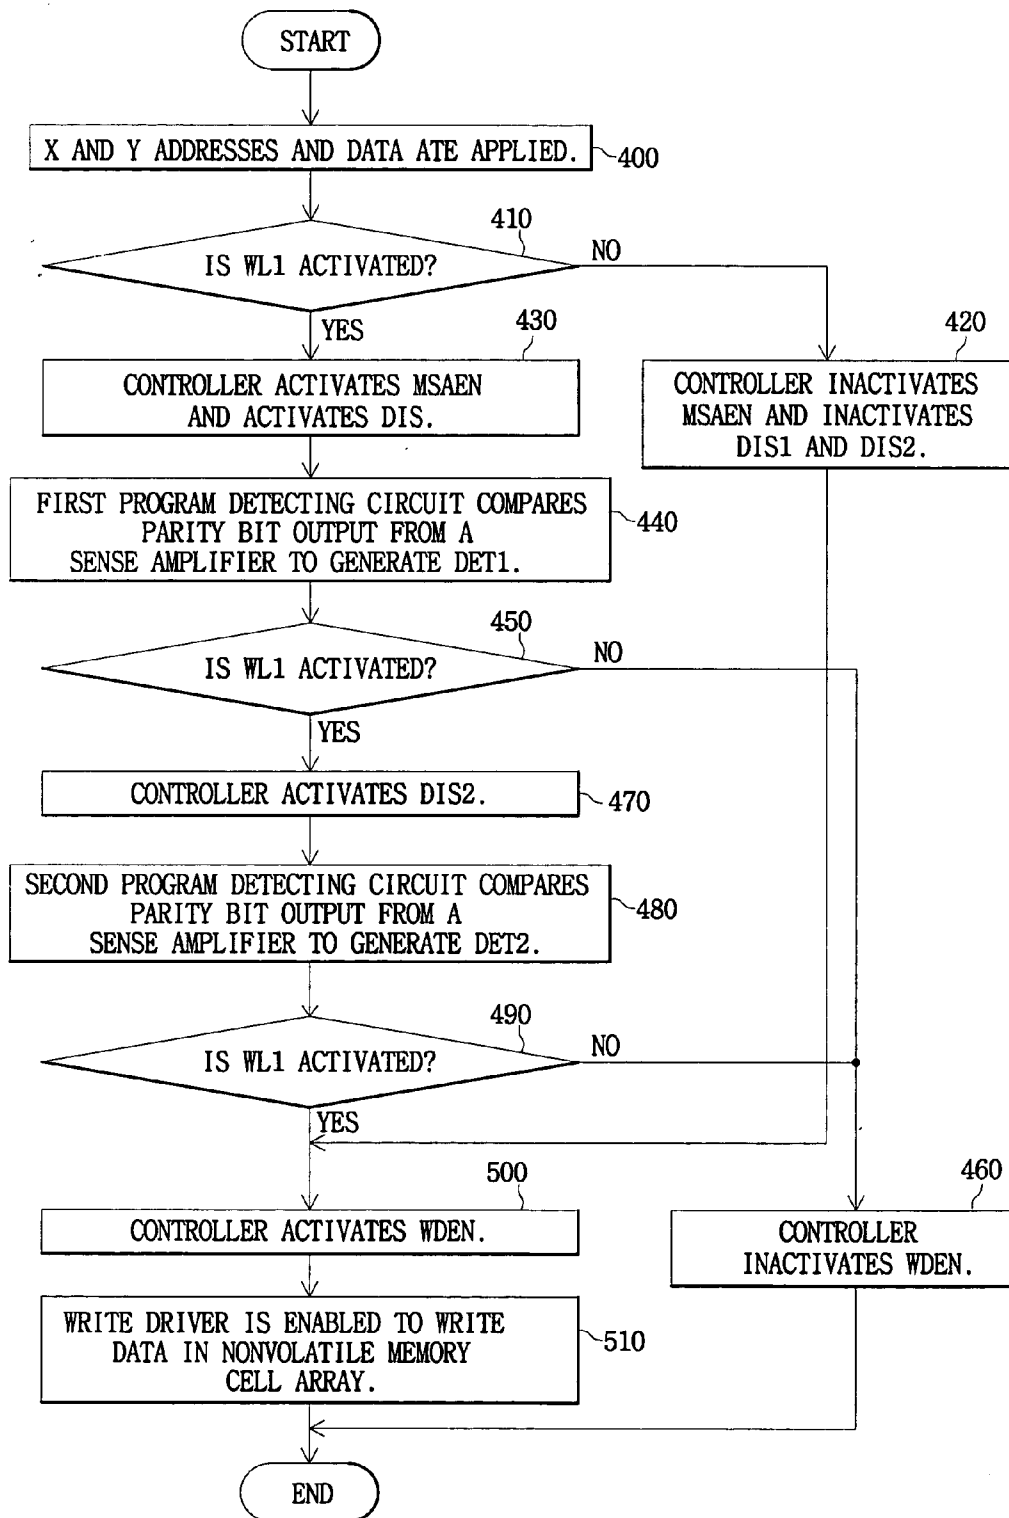 START
X AND Y ADDRESSES AND DATA ATE APPLIED.
400
410
IS WL1 ACTIVATED?
NO
YES
430
CONTROLLER ACTIVATES MSAEN
AND ACTIVATES DIS.
420
CONTROLLER INACTIVATES
MSAEN AND INACTIVATES
DIS1 AND DIS2.
FIRST PROGRAM DETECTING CIRCUIT COMPARES
PARITY BIT OUTPUT FROM A
SENSE AMPLIFIER TO GENERATE DET1.
440
450
IS WL1 ACTIVATED?
NO
YES
CONTROLLER ACTIVATES DIS2.
470
SECOND PROGRAM DETECTING CIRCUIT COMPARES
PARITY BIT OUTPUT FROM A
SENSE AMPLIFIER TO GENERATE DET2.
480
490
IS WL1 ACTIVATED?
NO
YES
500
CONTROLLER ACTIVATES WDEN.
460
CONTROLLER
INACTIVATES WDEN.
WRITE DRIVER IS ENABLED TO WRITE
DATA IN NONVOLATILE MEMORY
CELL ARRAY.
510
END